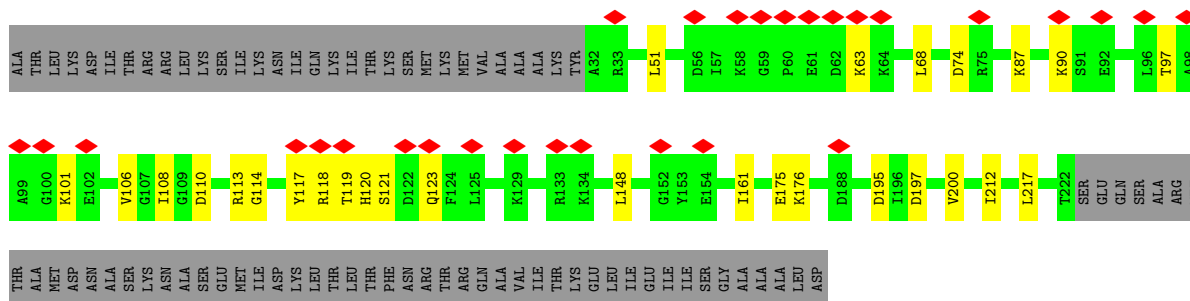 ALA THR LEU LYS ASP ILE THR ARG ARG LEU LYS SER ILE LYS ASN ILE GLN LYS ILE THR LYS SER MET LYS MET VAL ALA ALA ALA LYS TYR A32 R33 L51 D56 I57 K58 G59 P60 E61 D62 K63 K64 L68 D74 R75 K87 K90 S91 E92 L96 T97 A98
A99 G100 K101 E102 V106 G107 I108 G109 D110 R113 G114 Y117 R118 T119 H120 S121 D122 Q123 F124 L125 K129 R133 K134 L148 G152 Y153 E154 I161 E175 K176 D188 D195 I196 D197 V200 I212 L217 T222 SER GLU GLN SER ALA ARG
THR ALA MET ASP ASN ALA SER LYS ASN ALA SER GLU MET ILE ASP LYS LEU THR LEU THR PHE ASN ARG THR ARG GLN ALA VAL ILE THR LYS GLU LEU ILE GLU ILE ILE SER GLY ALA ALA ALA LEU ASP